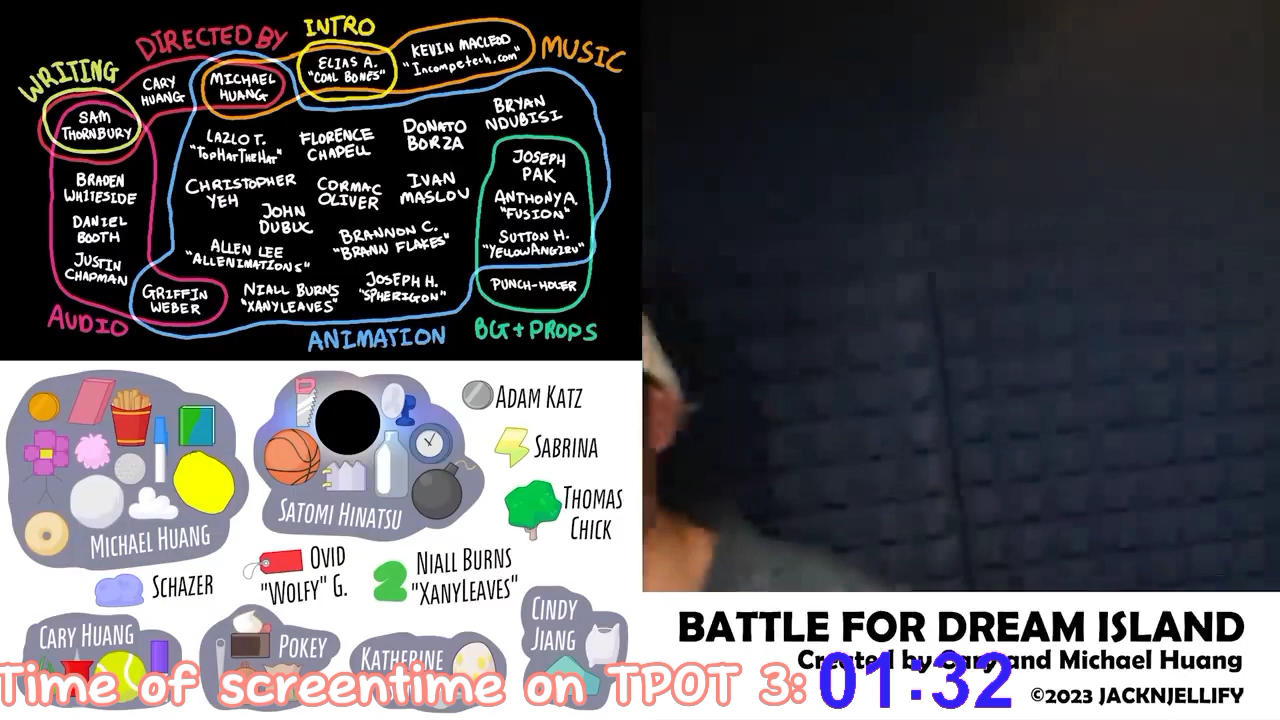 DIRECTED BY
INTRO
MUSIC
WRITING
CARY
HUANG
MICHAEL
HUANG
ELIAS A.
"COAL BONES"
KEVIN MACLEOD
"Incompetech.com"
SAM
THORNBURY
LAZLO T.
"TOPHATTHEHAT"
FLORENCE
CHAPELL
DONATO
BORZA
BRYAN
NDUBISI
BRADEN
WHITESIDE
DANIEL
BOOTH
JUSTIN
CHAPMAN
CHRISTOPHER
YEH
JOHN
DUBUC
CORMAC
OLIVER
IVAN
MASLOV
JOSEPH
PAK
ANTHONY A.
"FUSION"
SUTTON H.
"YELLOWANGIRU"
ALLEN LEE
"ALLENIMATIONS"
BRANNON C.
"BRANN FLAKES"
GRIFFIN
WEBER
NIALL BURNS
"XANYLEAVES"
JOSEPH H.
"SPHERIGON"
PUNCH-HOLER
AUDIO
ANIMATION
BG + PROPS
MICHAEL HUANG
SATOMI HINATSU
ADAM KATZ
SABRINA
THOMAS
CHICK
SCHAZER
OVID
"WOLFY" G.
NIALL BURNS
"XANYLEAVES"
CARY HUANG
POKEY
KATHERINE
CINDY
JIANG
BATTLE FOR DREAM ISLAND
Created by Cary and Michael Huang
©2023 JACKNJELLIFY
Time of screentime on TPOT 3: 01:32